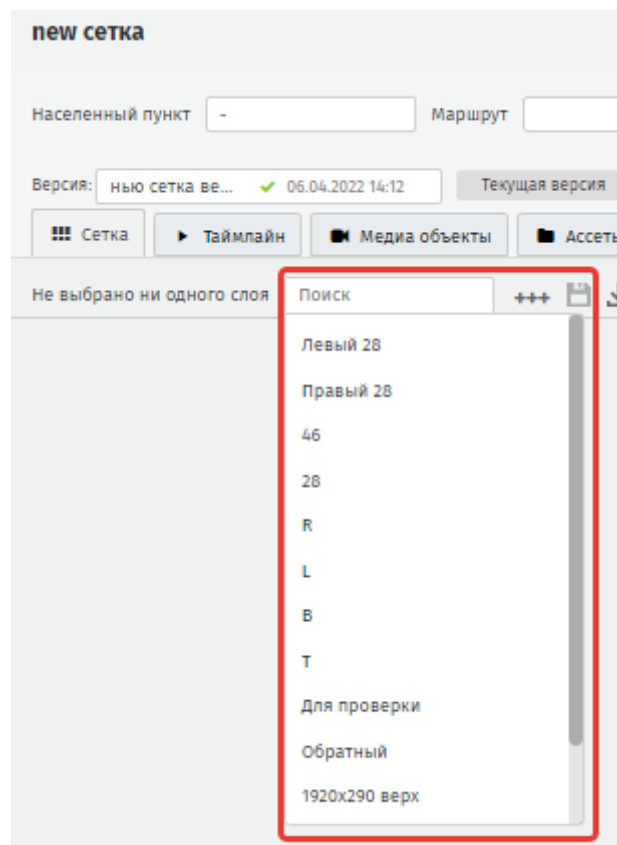 new сетка
Населенный пункт - Маршрут
Версия: нью сетка ве... 06.04.2022 14:12 Текущая версия
Сетка Таймлайн Медиа объекты
Не выбрано ни одного слоя Поиск +++
Левый 28
Правый 28
46
28
R
L
B
T
Для проверки
Обратный
1920x290 верх